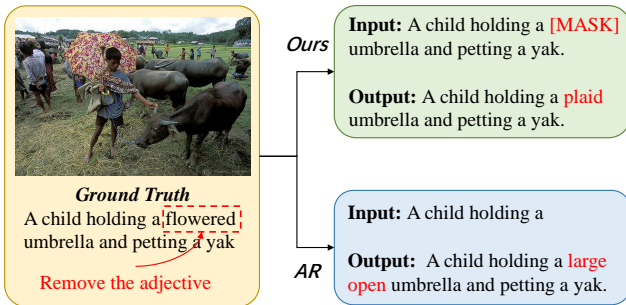 Ground Truth
A child holding a flowered
umbrella and petting a yak
Remove the adjective
Ours
Input: A child holding a [MASK]
umbrella and petting a yak.
Output: A child holding a plaid
umbrella and petting a yak.
AR
Input: A child holding a
Output: A child holding a large
open umbrella and petting a yak.